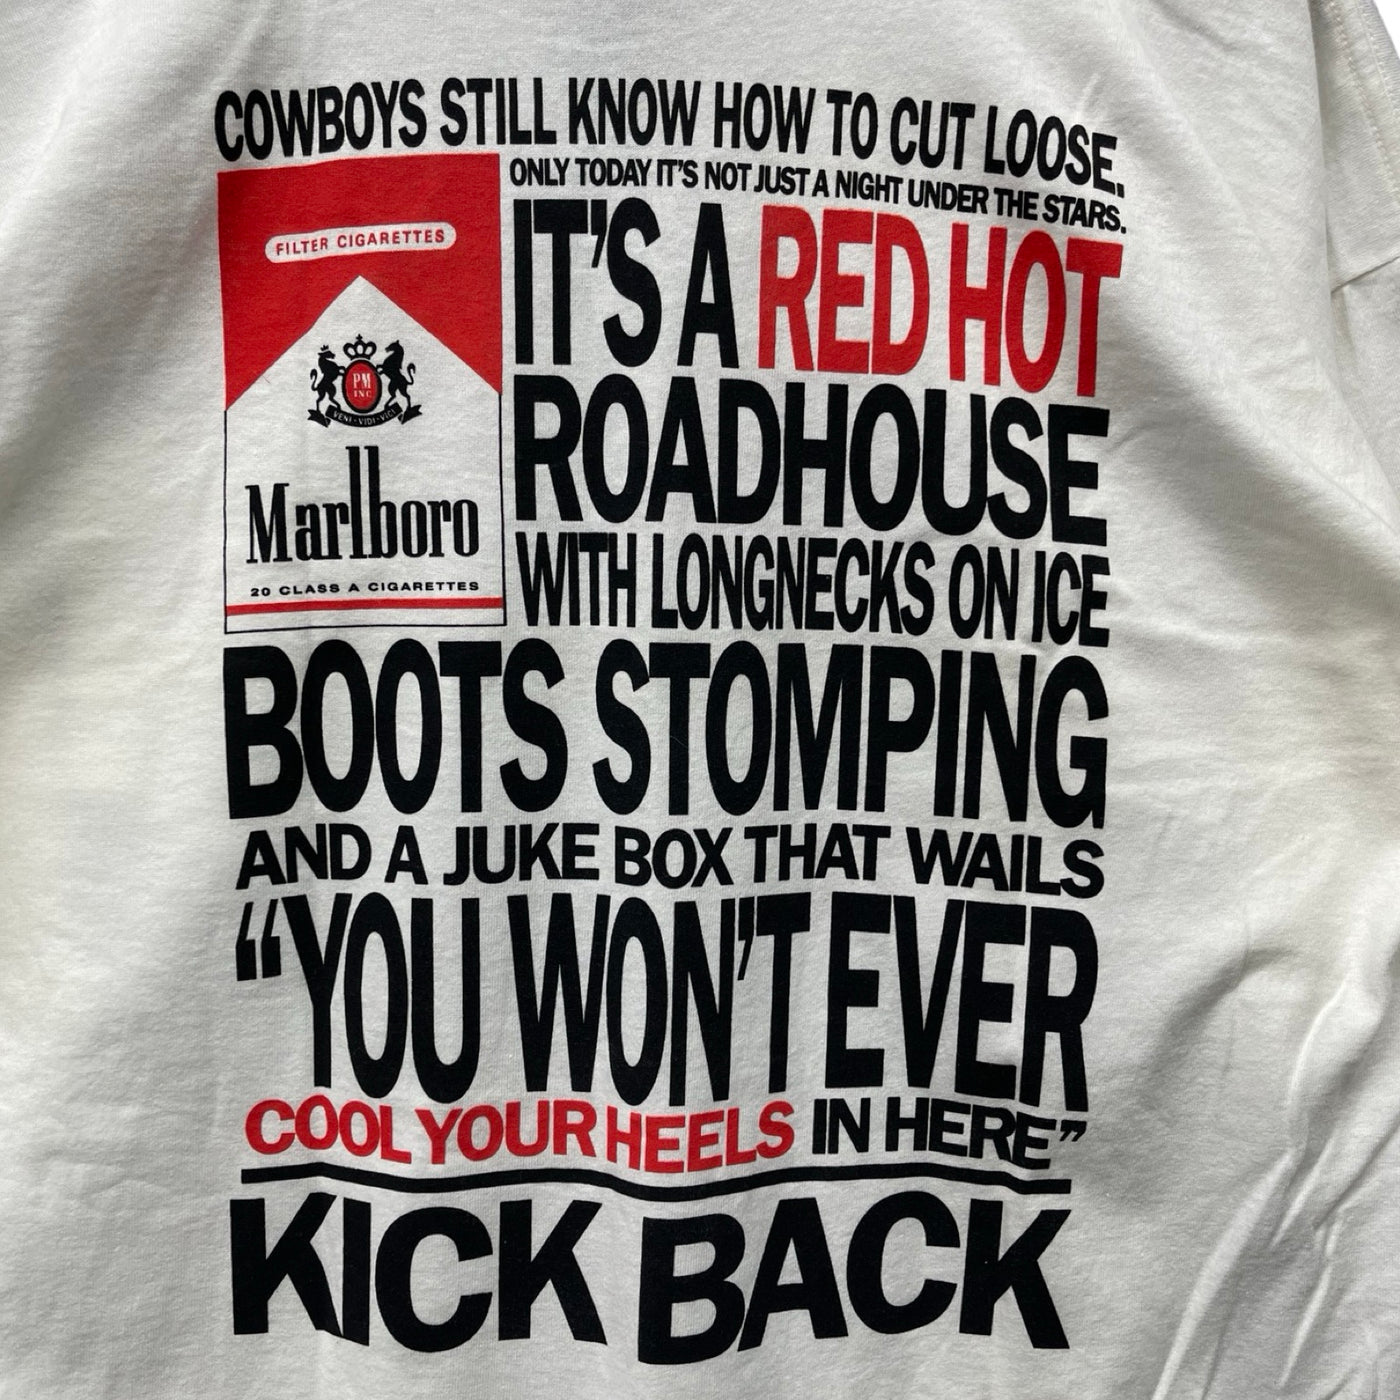 COWBOYS STILL KNOW HOW TO CUT LOOSE.
ONLY TODAY IT'S NOT JUST A NIGHT UNDER THE STARS.
IT'S A RED HOT
ROADHOUSE
WITH LONGNECKS ON ICE
FILTER CIGARETTES
PM
INC
VENI·VIDI·VICI
Marlboro
20 CLASS A CIGARETTES
BOOTS STOMPING
AND A JUKE BOX THAT WAILS
“YOU WON'T EVER
COOL YOUR HEELS IN HERE”
KICK BACK